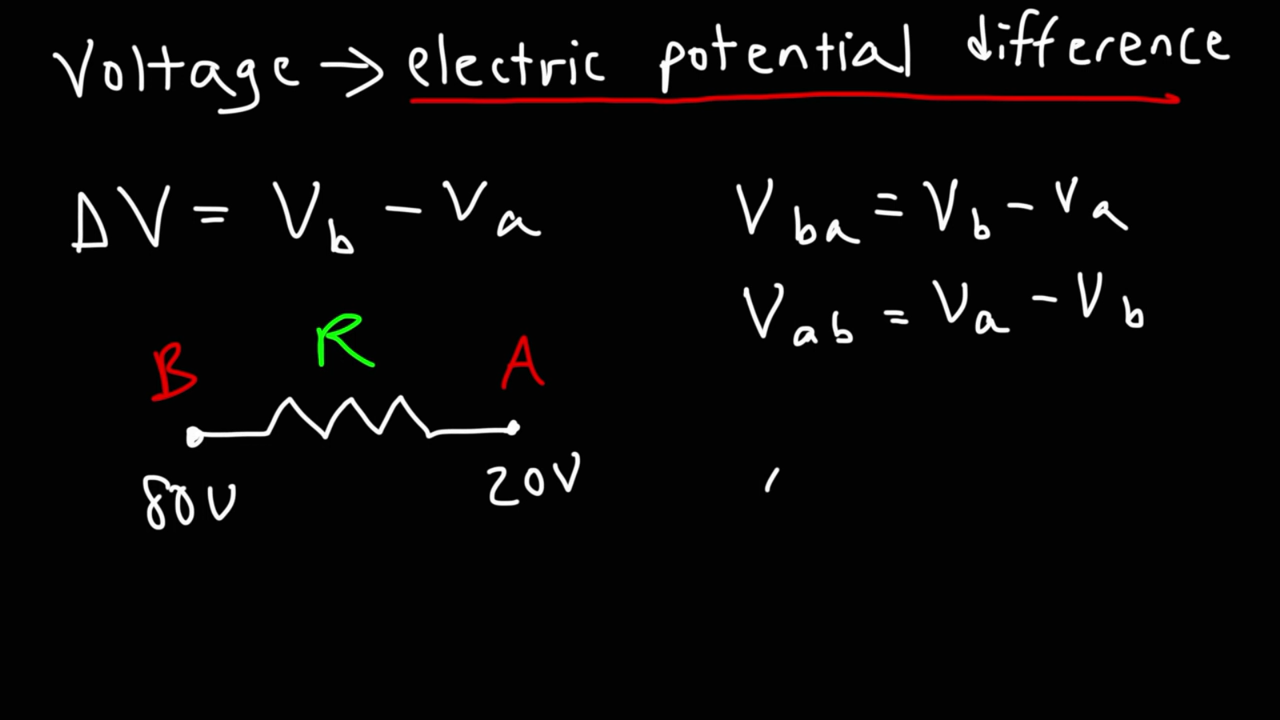 Voltage → electric potential difference
ΔV = Vb - Va
Vba = Vb - Va
Vab = Va - Vb
R
B A
80V 20V